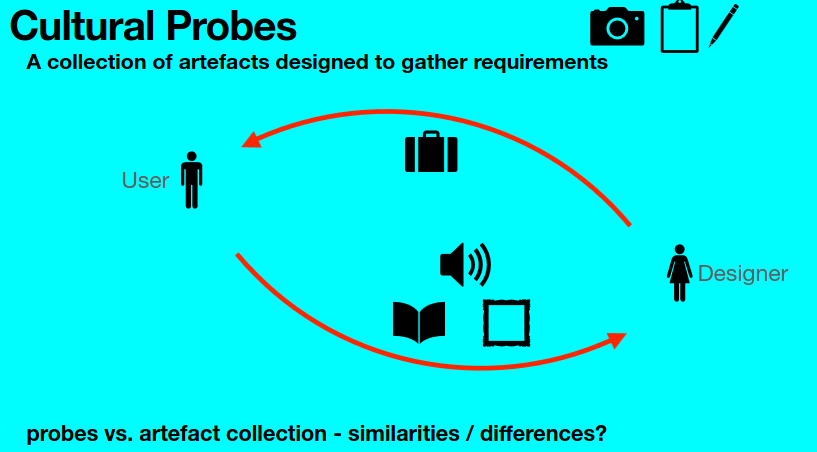 Cultural Probes
A collection of artefacts designed to gather requirements
User
Designer
probes vs. artefact collection - similarities / differences?